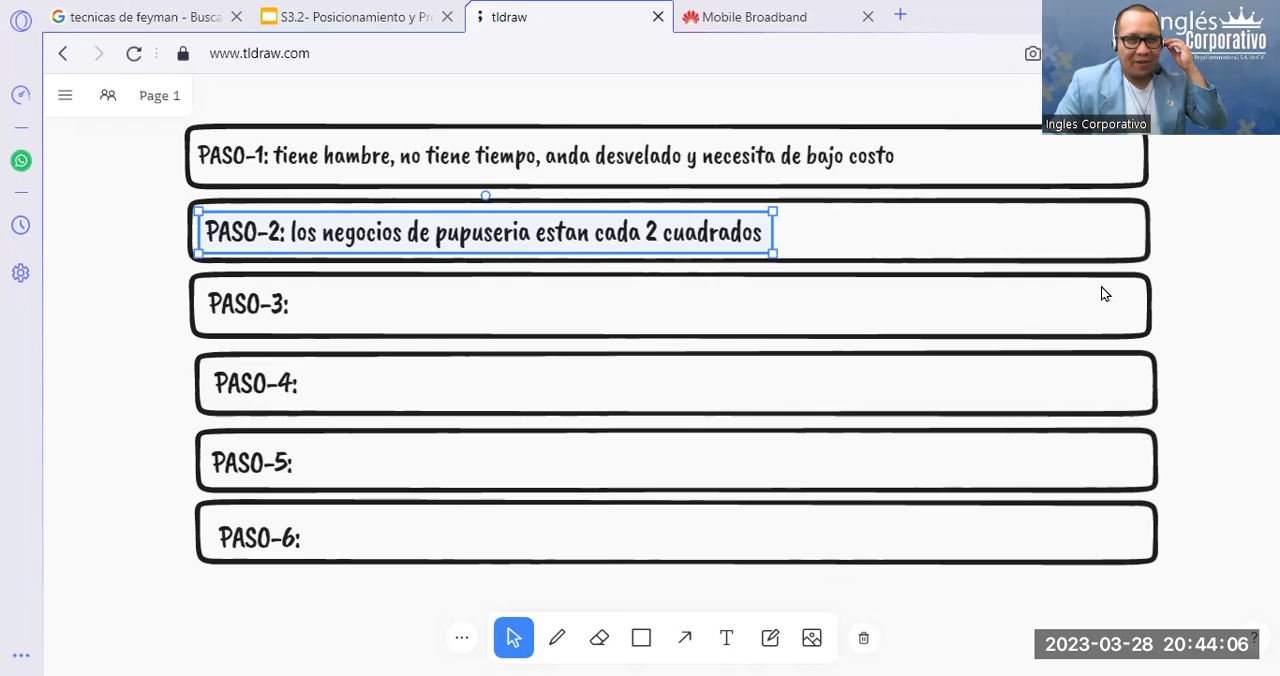 tecnicas de feyman - Busca
S3.2- Posicionamiento y Pr
tldraw
Mobile Broadband
www.tldraw.com
Page 1
Inglés
Corporativo
Regal International, S.A. de C.V.
Ingles Corporativo
PASO-1: tiene hambre, no tiene tiempo, anda desvelado y necesita de bajo costo
PASO-2: los negocios de pupuseria estan cada 2 cuadrados
PASO-3:
PASO-4:
PASO-5:
PASO-6:
T
2023-03-28 20:44:06
?